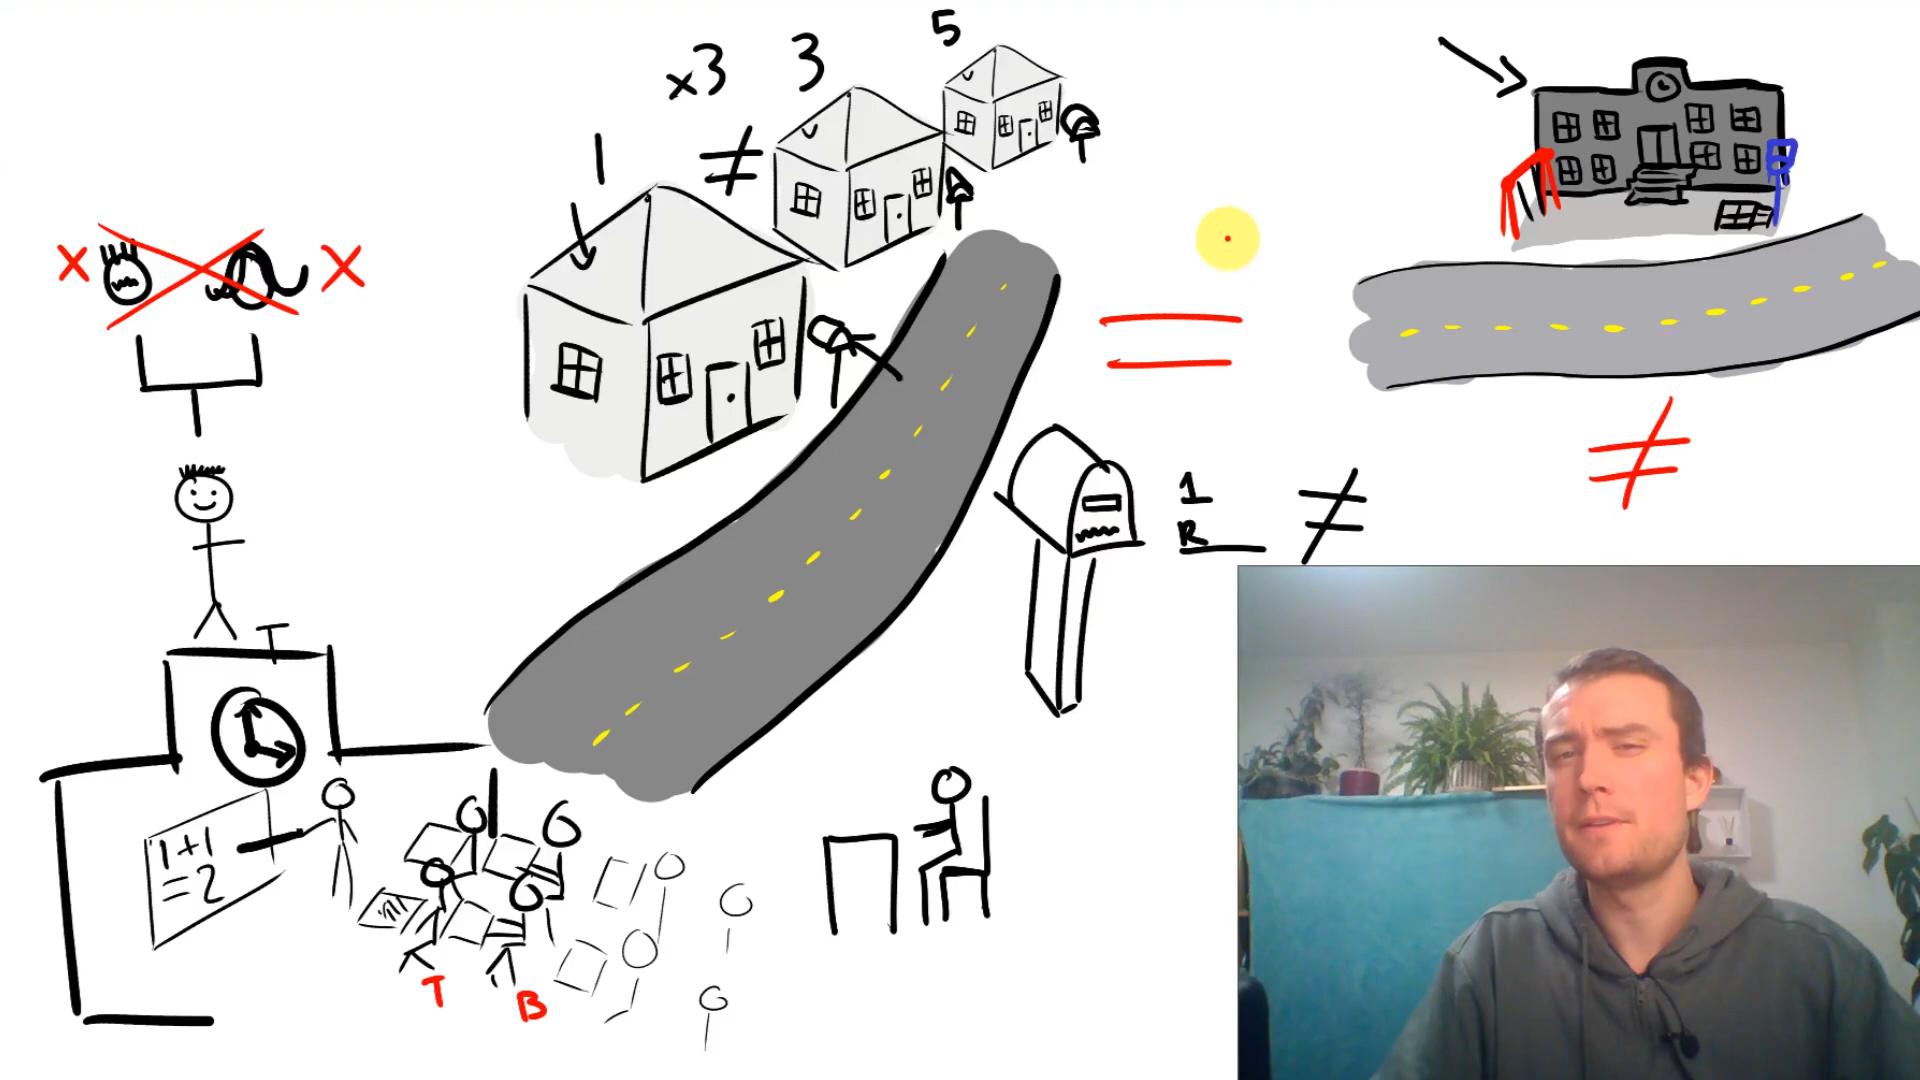 x3 3 5
1 ≠
x x
=
≠
1
R
≠
1+1
=2
T B